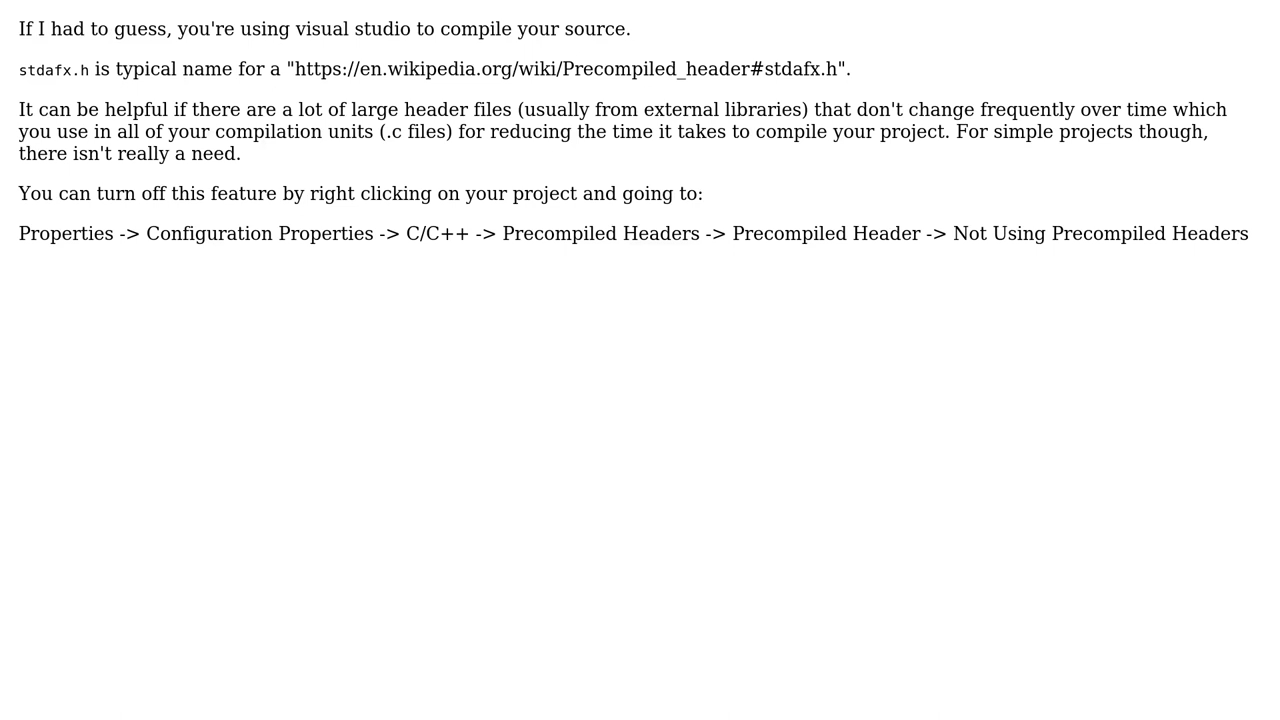 If I had to guess, you're using visual studio to compile your source.
stdafx.h is typical name for a "https://en.wikipedia.org/wiki/Precompiled_header#stdafx.h".
It can be helpful if there are a lot of large header files (usually from external libraries) that don't change frequently over time which
you use in all of your compilation units (.c files) for reducing the time it takes to compile your project. For simple projects though,
there isn't really a need.
You can turn off this feature by right clicking on your project and going to:
Properties -> Configuration Properties -> C/C++ -> Precompiled Headers -> Precompiled Header -> Not Using Precompiled Headers